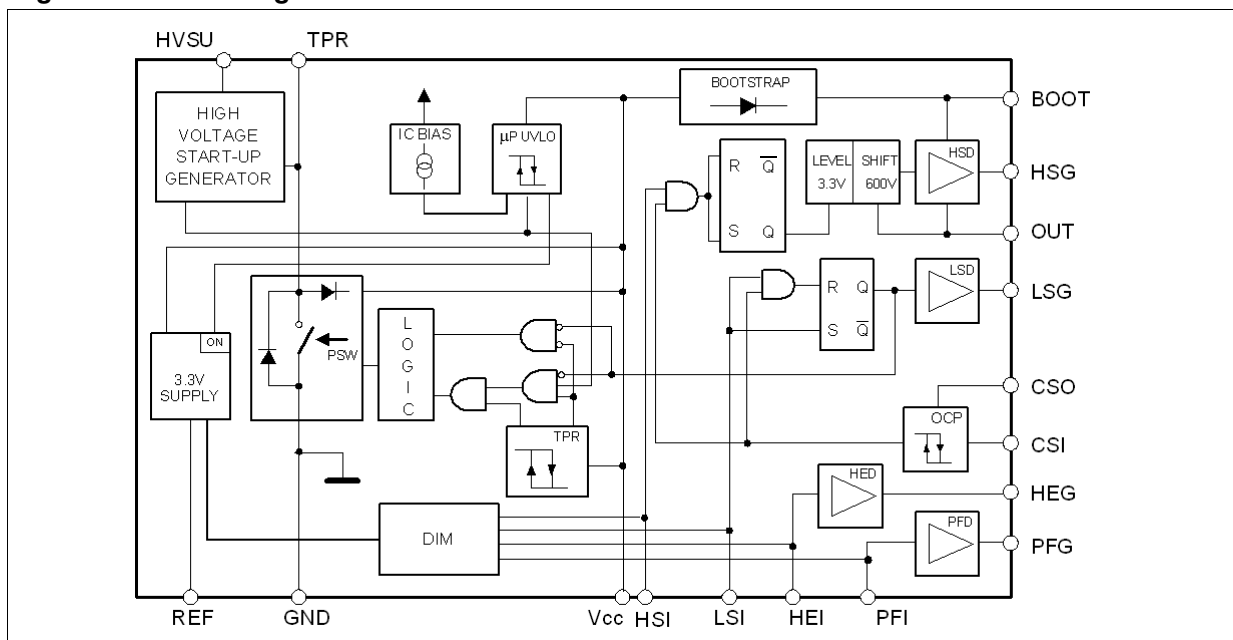 HVSU TPR
BOOTSTRAP
BOOT
HIGH
VOLTAGE
START-UP
GENERATOR
IC BIAS
μP UVLO
R Q
S Q
LEVEL SHIFT
3.3V 600V
HSD
HSG
OUT
R Q
S Q
LSD
LSG
ON
3.3V
SUPPLY
PSW
LOGIC
TPR
CSO
OCP
CSI
HED
HEG
DIM
PFD
PFG
REF GND Vcc HSI LSI HEI PFI